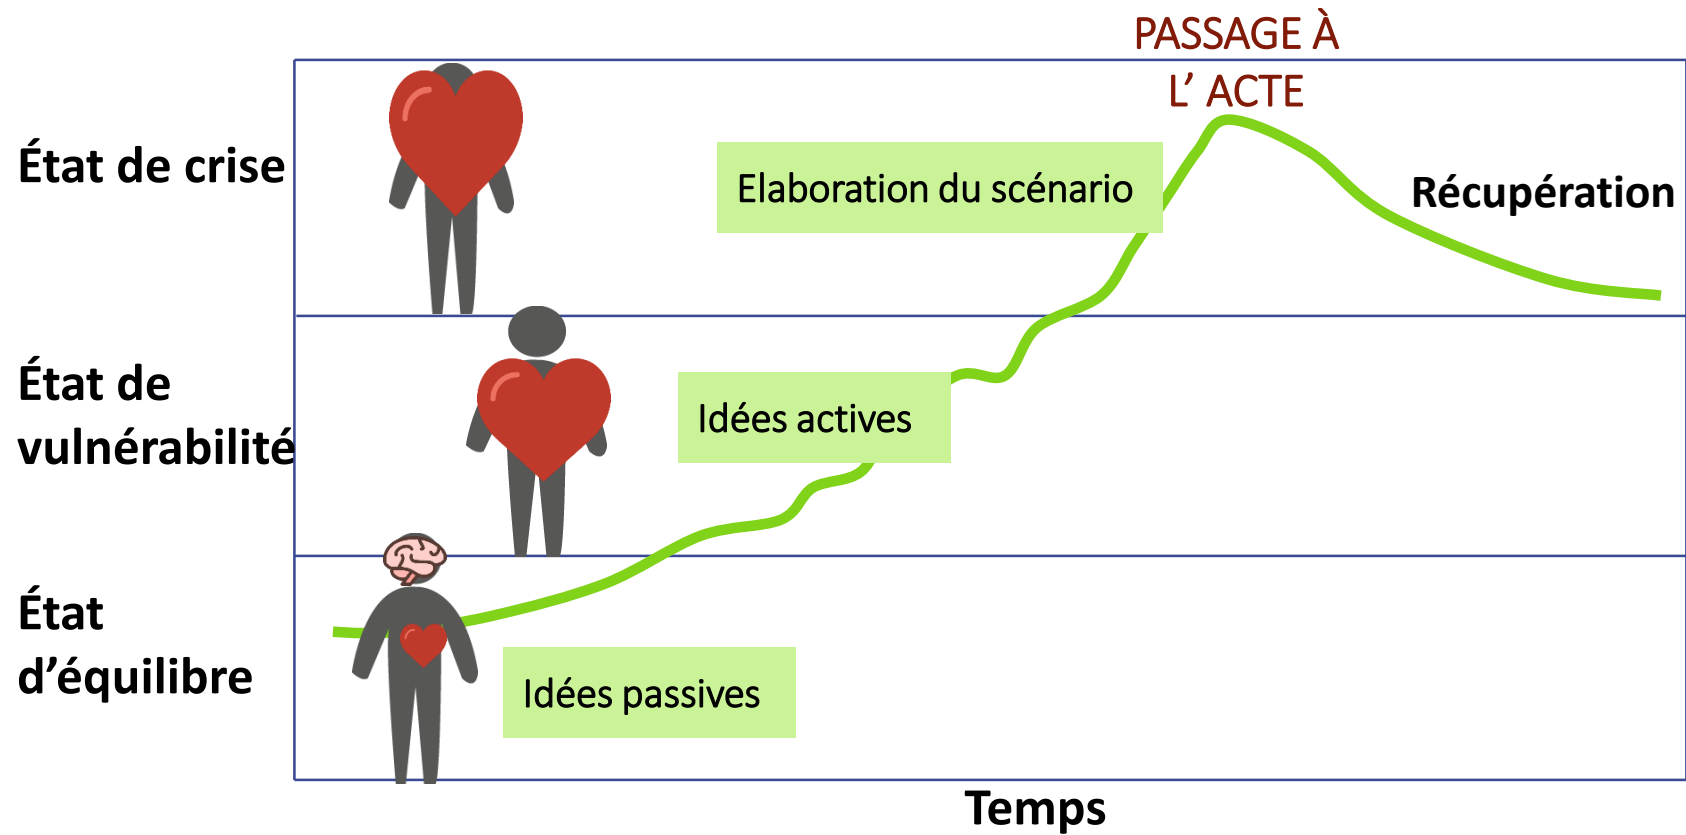 PASSAGE À
L’ ACTE
État de crise
Elaboration du scénario
Récupération
État de
vulnérabilité
Idées actives
État
d’équilibre
Idées passives
Temps